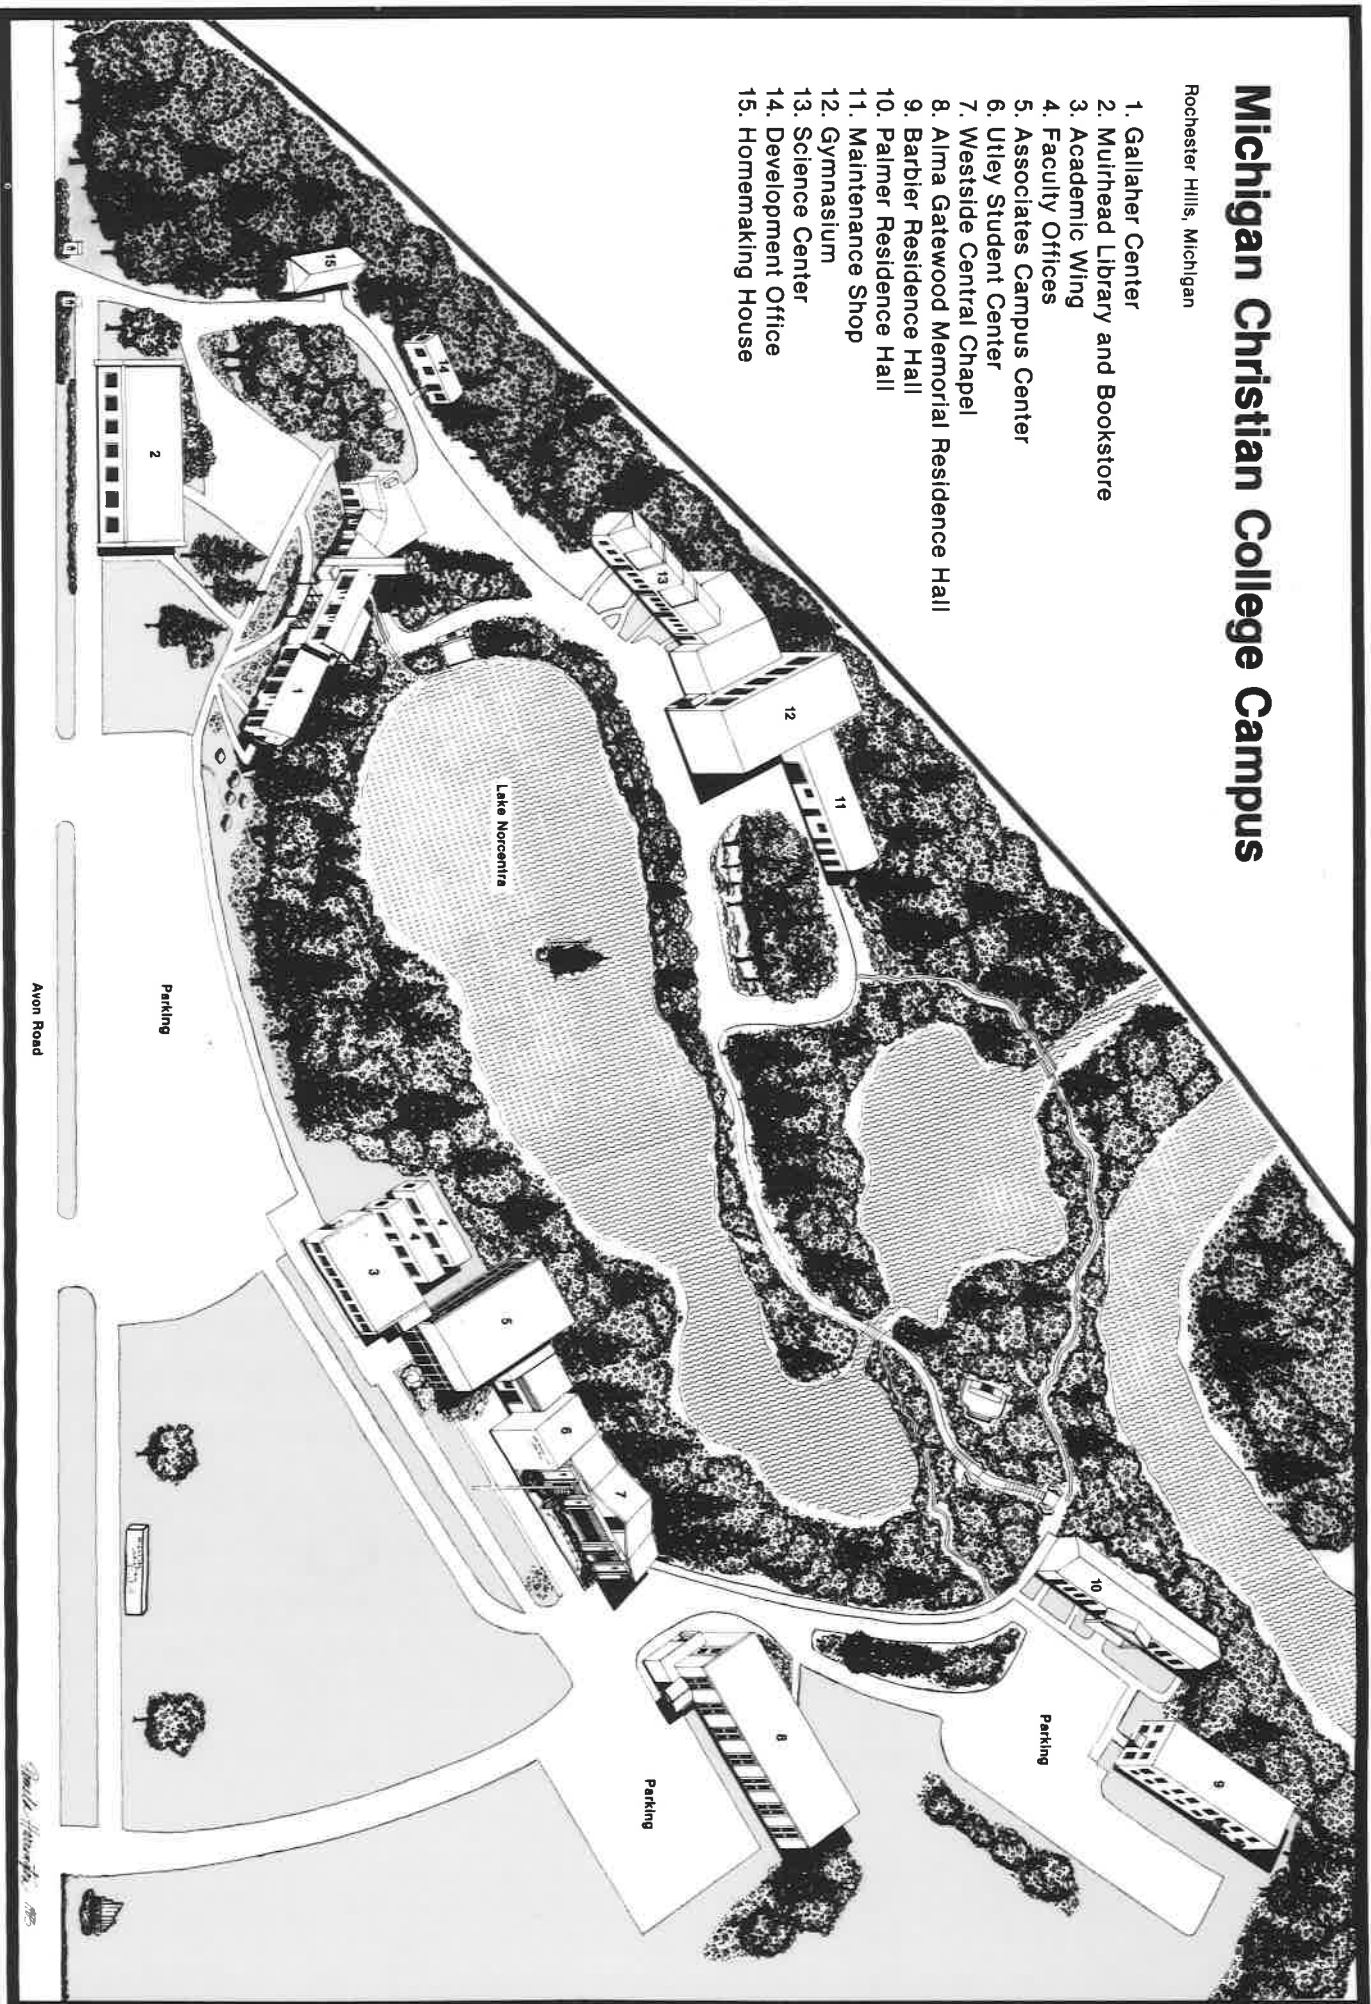 Michigan Christian College Campus
Rochester Hills, Michigan
1. Gallaher Center
2. Muirhead Library and Bookstore
3. Academic Wing
4. Faculty Offices
5. Associates Campus Center
6. Utley Student Center
7. Westside Central Chapel
8. Alma Gatewood Memorial Residence Hall
9. Barbier Residence Hall
10. Palmer Residence Hall
11. Maintenance Shop
12. Gymnasium
13. Science Center
14. Development Office
15. Homemaking House
15
14
2
13
1
12
11
Lake Norcentra
Parking
Avon Road
4
4
3
5
6
7
10
9
8
Parking
Parking